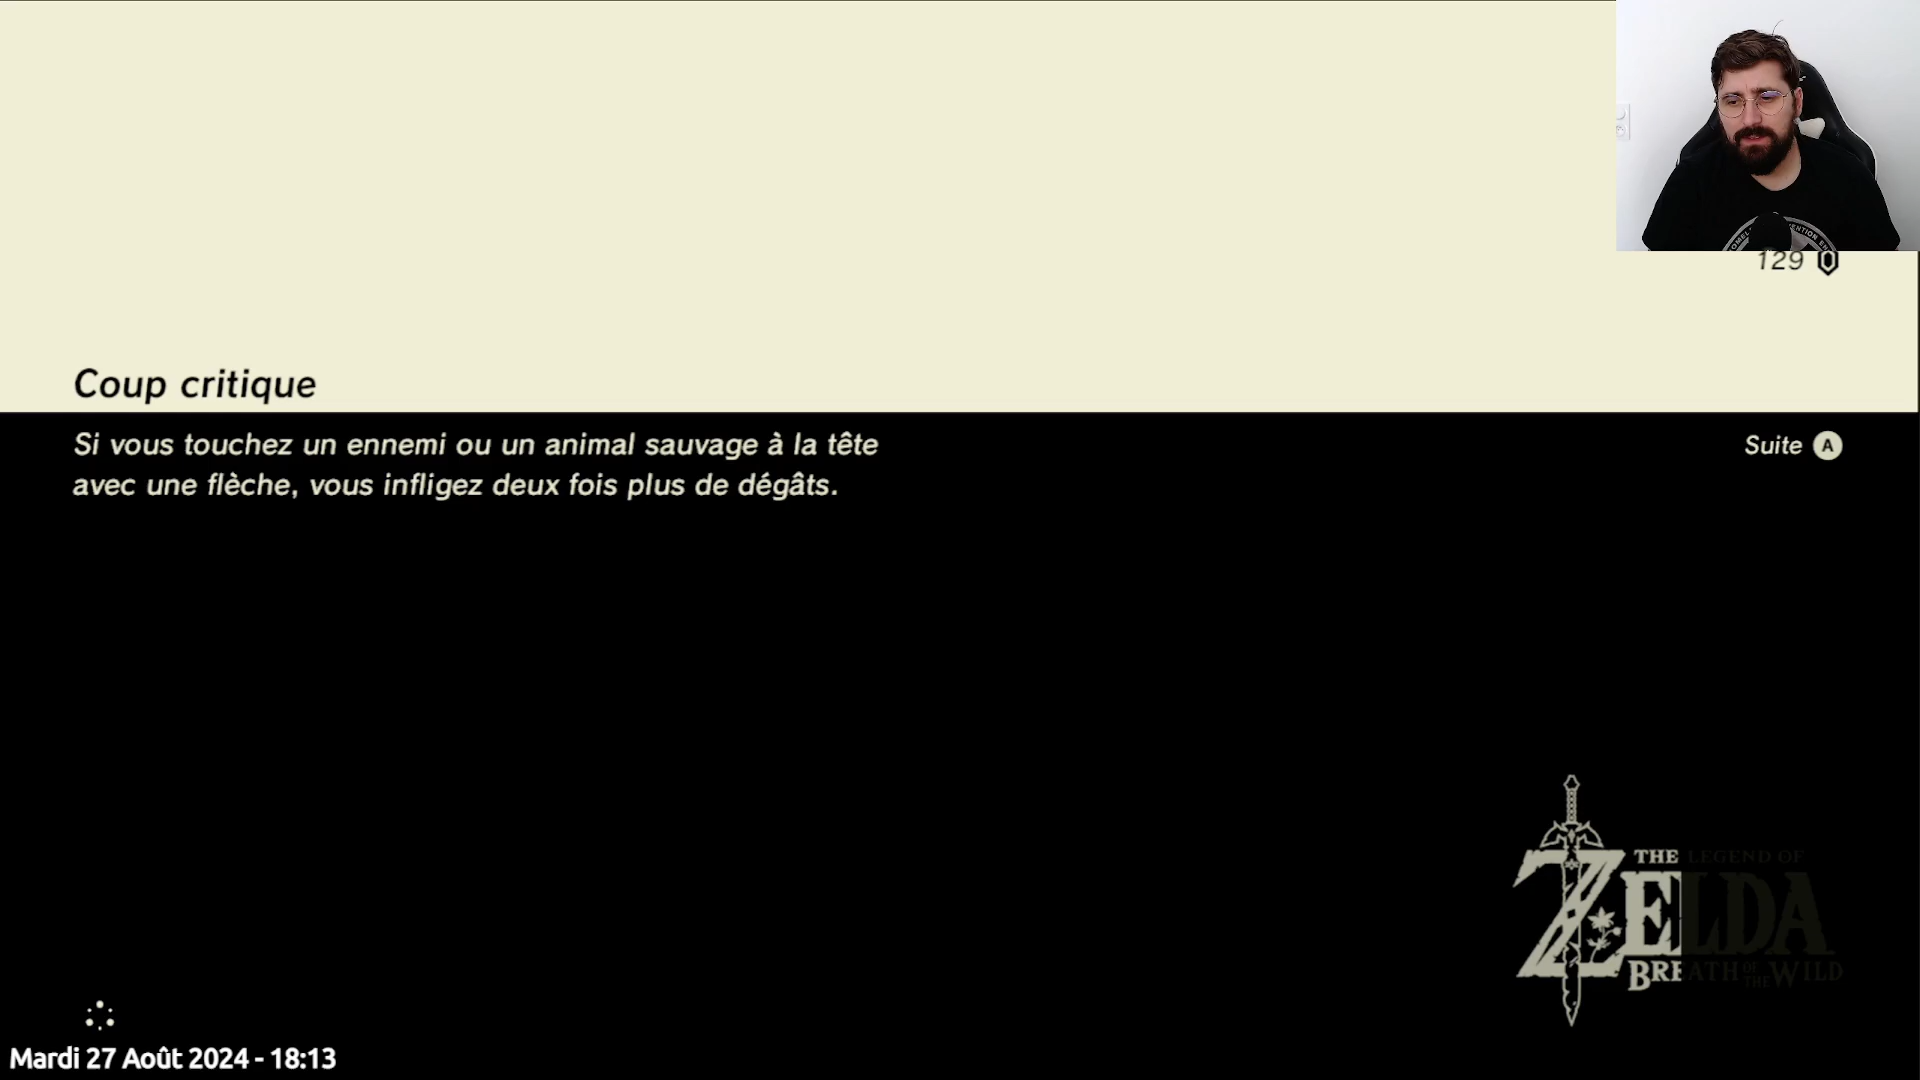 129
Coup critique
Si vous touchez un ennemi ou un animal sauvage à la tête
avec une flèche, vous infligez deux fois plus de dégâts.
Suite A
THE LEGEND OF
ZELDA
BREATH OF THE WILD
Mardi 27 Août 2024 - 18:13